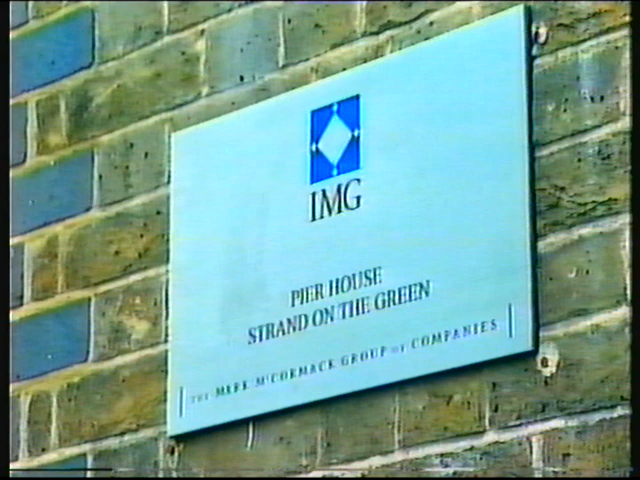 IMG
PIER HOUSE
STRAND ON THE GREEN
THE MARK McCORMACK GROUP OF COMPANIES